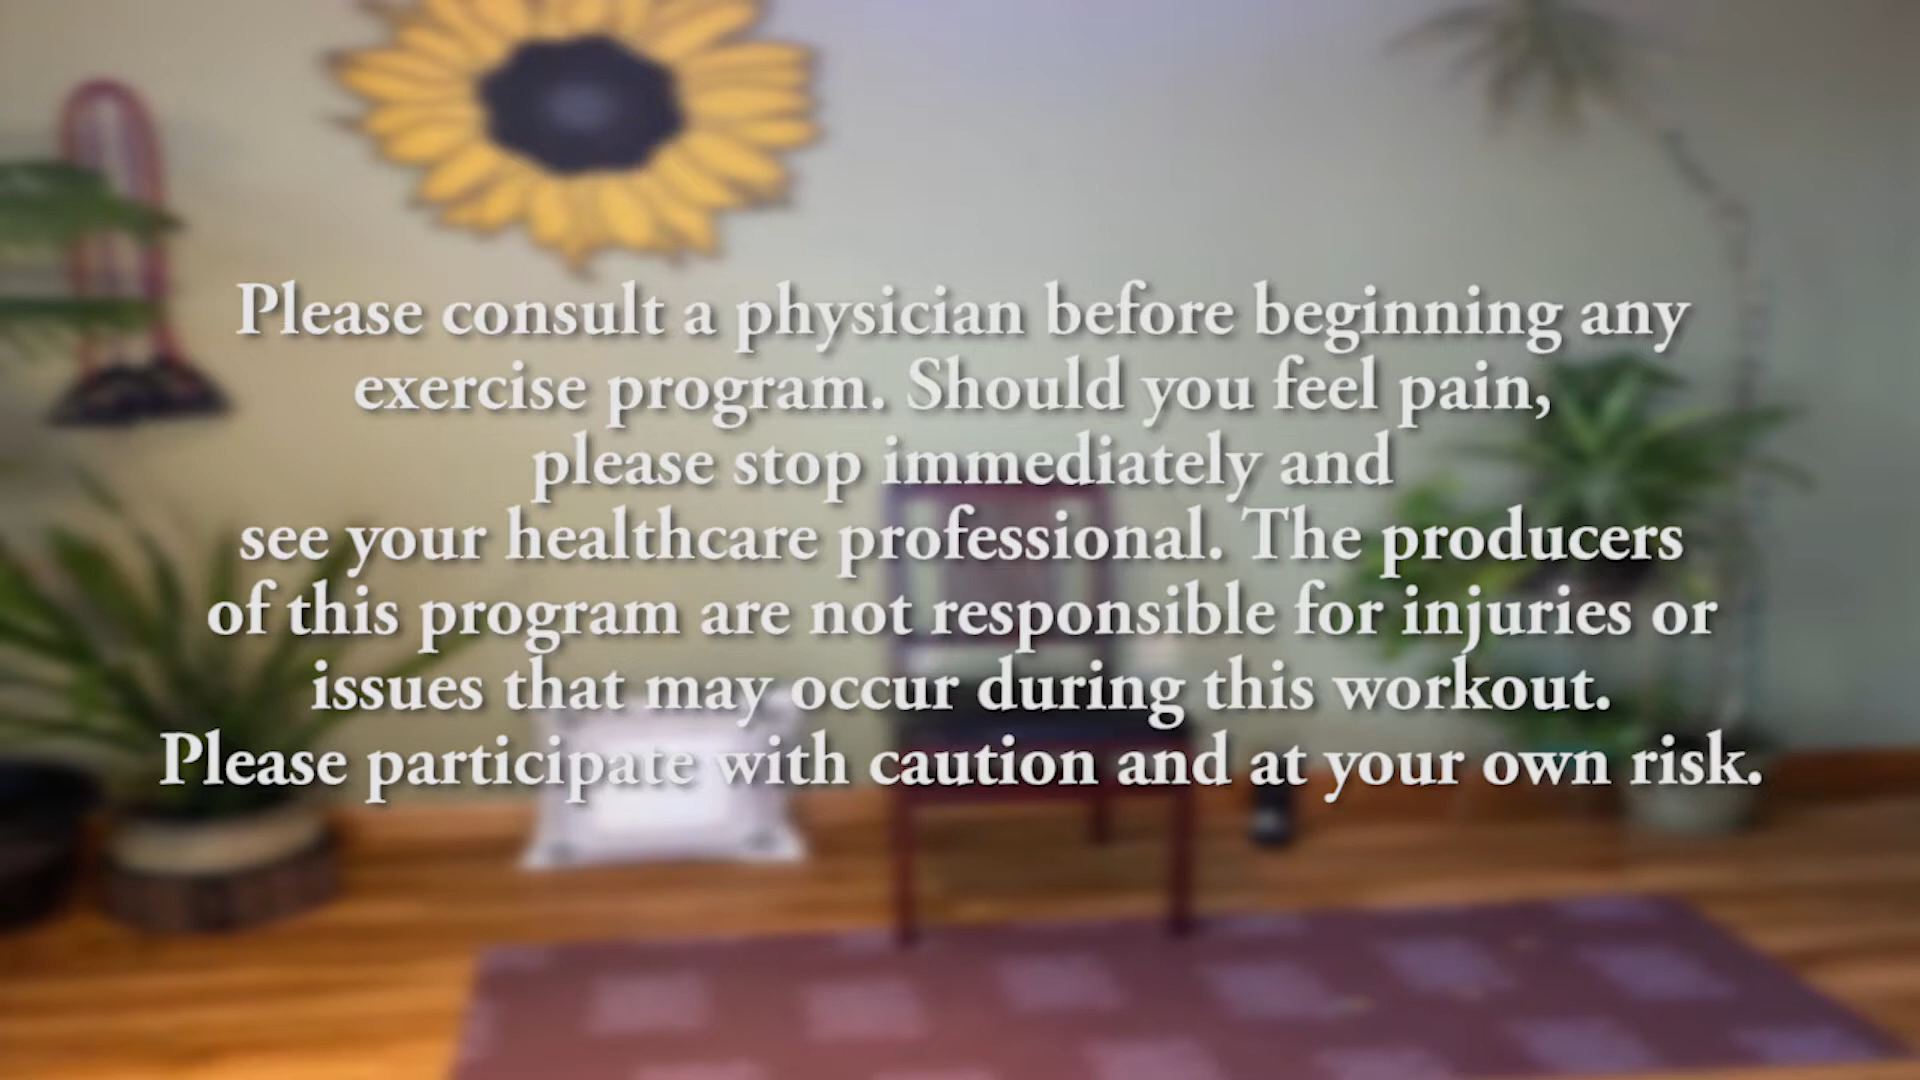 Please consult a physician before beginning any
exercise program. Should you feel pain,
please stop immediately and
see your healthcare professional. The producers
of this program are not responsible for injuries or
issues that may occur during this workout.
Please participate with caution and at your own risk.